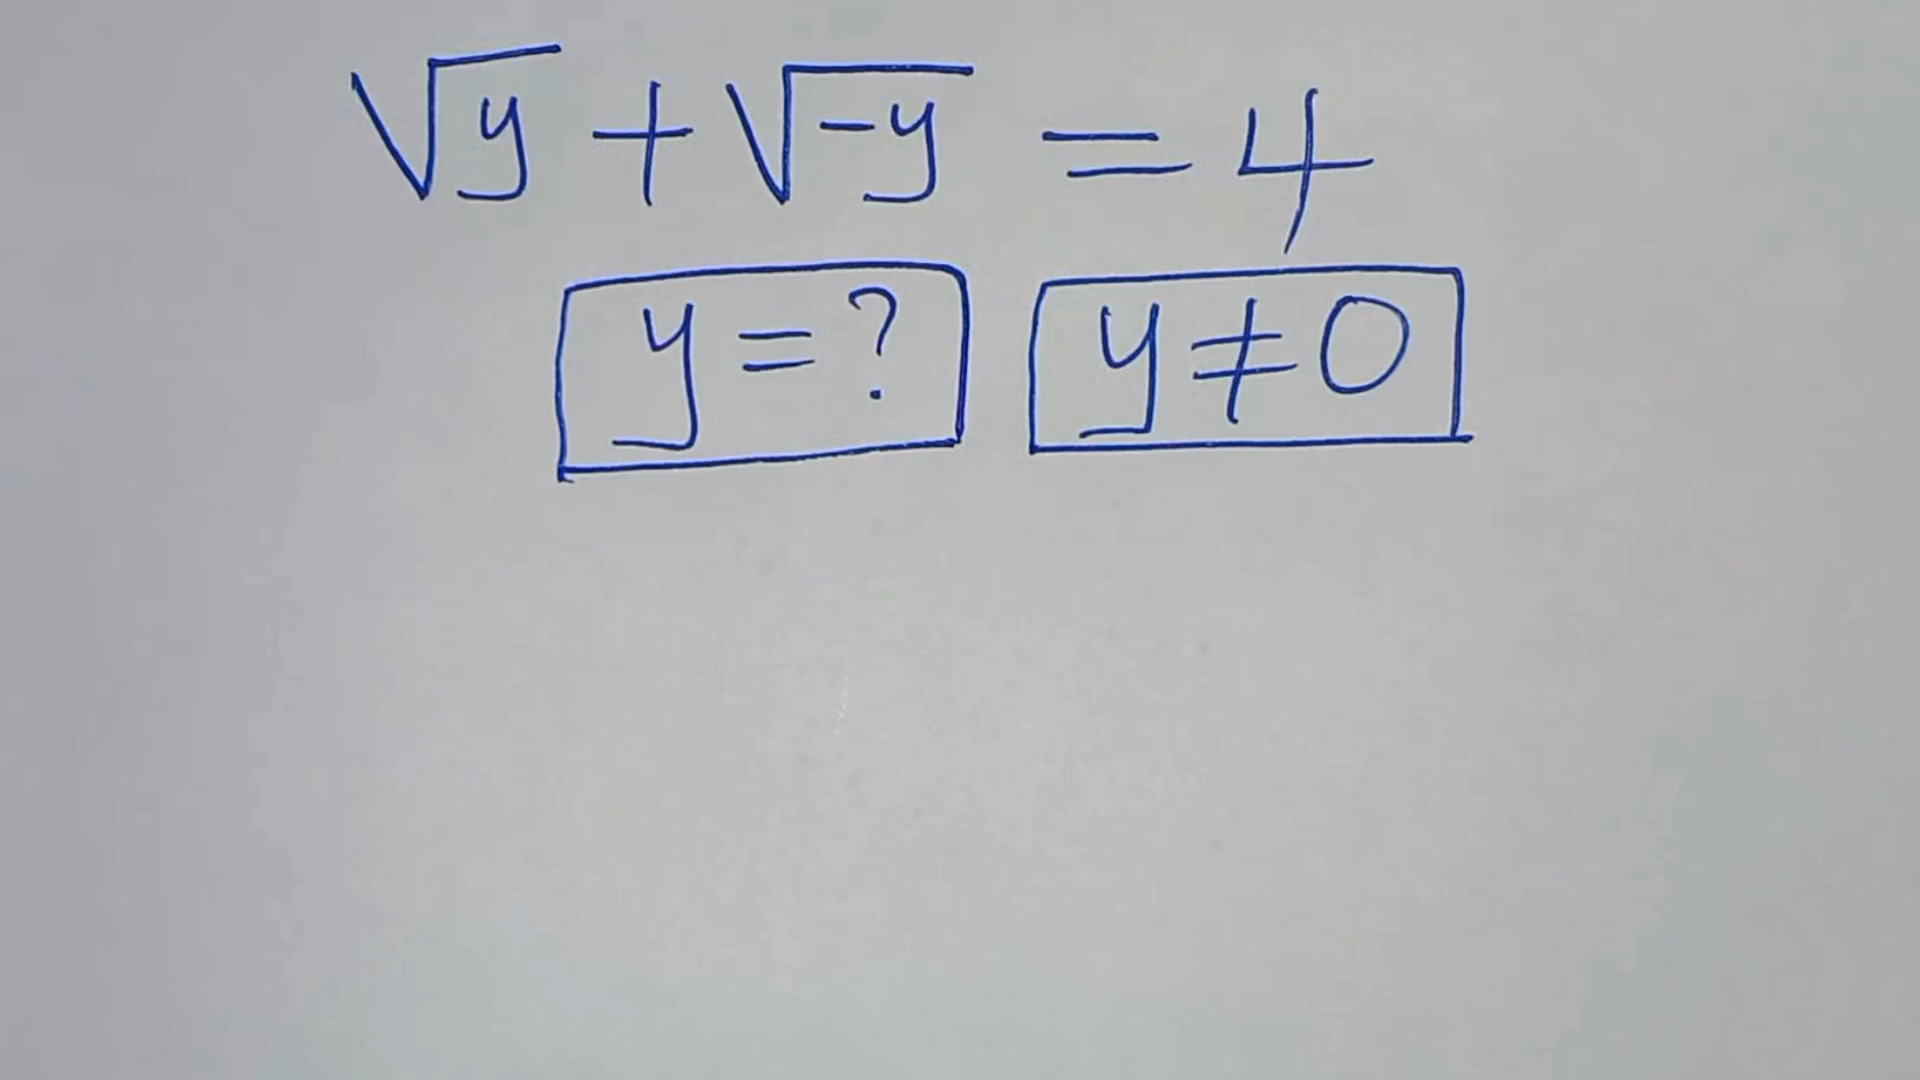 √y + √-y = 4
y = ? y ≠ 0